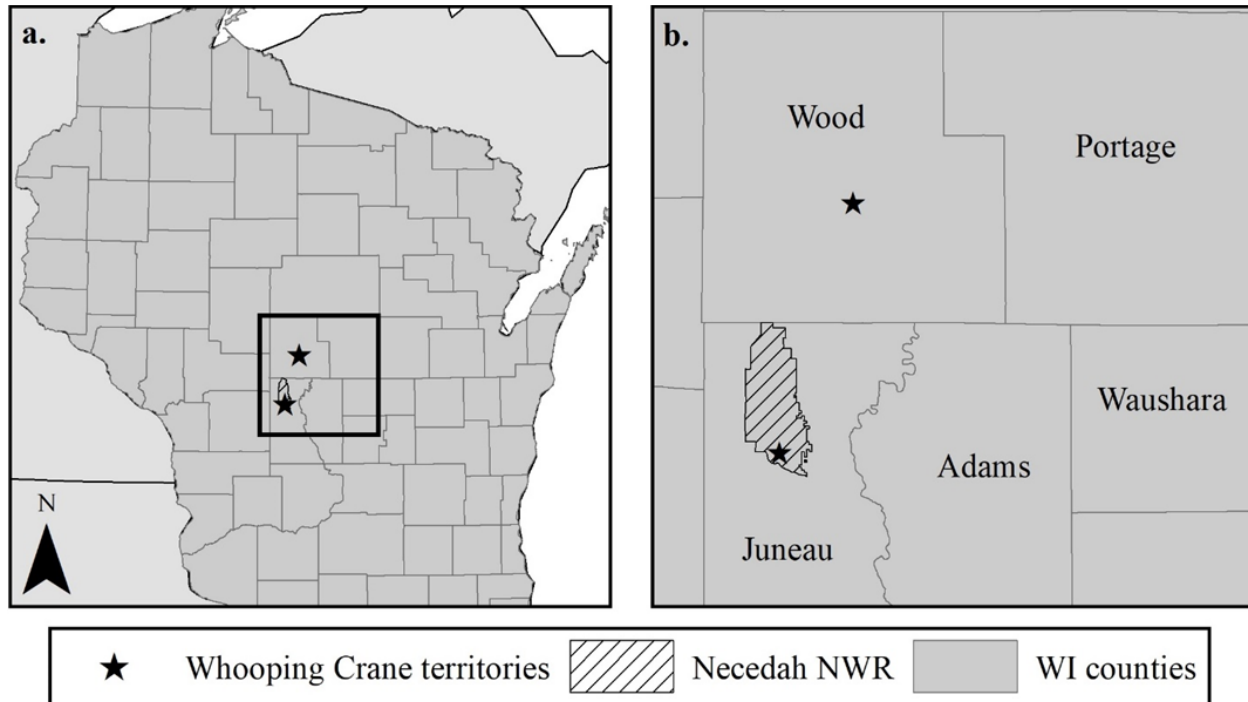 a.
N
b.
Wood
Portage
Waushara
Adams
Juneau
Whooping Crane territories
Necedah NWR
WI counties